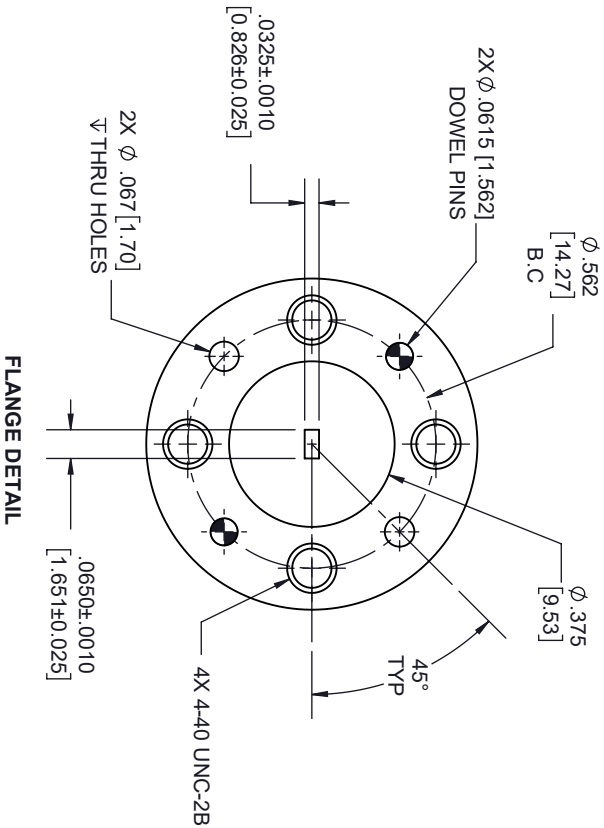 Ø .562
[14.27]
B.C
Ø .375
[9.53]
2X Ø .0615 [1.562]
DOWEL PINS
45°
TYP
.0325±.0010
[0.826±0.025]
4X 4-40 UNC-2B
2X Ø .067 [1.70]
↧ THRU HOLES
.0650±.0010
[1.651±0.025]
FLANGE DETAIL